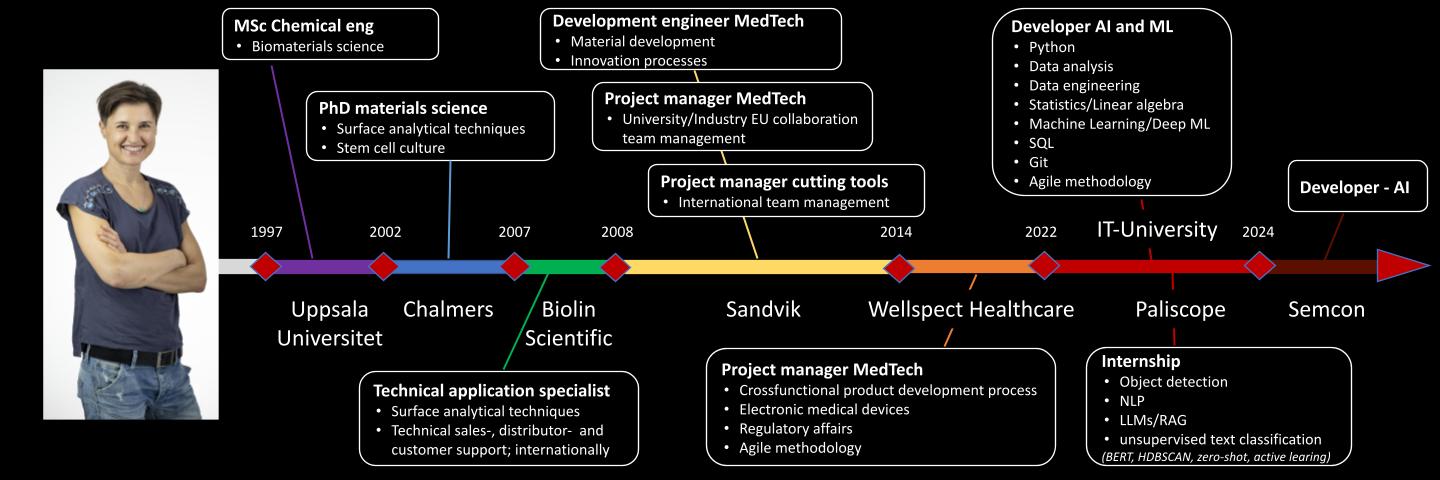 MSc Chemical eng
• Biomaterials science
PhD materials science
• Surface analytical techniques
• Stem cell culture
Development engineer MedTech
• Material development
• Innovation processes
Project manager MedTech
• University/Industry EU collaboration
team management
Project manager cutting tools
• International team management
Developer AI and ML
• Python
• Data analysis
• Data engineering
• Statistics/Linear algebra
• Machine Learning/Deep ML
• SQL
• Git
• Agile methodology
Developer - AI
1997
2002
2007
2008
2014
2022
IT-University
2024
Uppsala
Universitet
Chalmers
Biolin
Scientific
Sandvik
Wellspect Healthcare
Paliscope
Semcon
Technical application specialist
• Surface analytical techniques
• Technical sales-, distributor- and
customer support; internationally
Project manager MedTech
• Crossfunctional product development process
• Electronic medical devices
• Regulatory affairs
• Agile methodology
Internship
• Object detection
• NLP
• LLMs/RAG
• unsupervised text classification
(BERT, HDBSCAN, zero-shot, active learing)